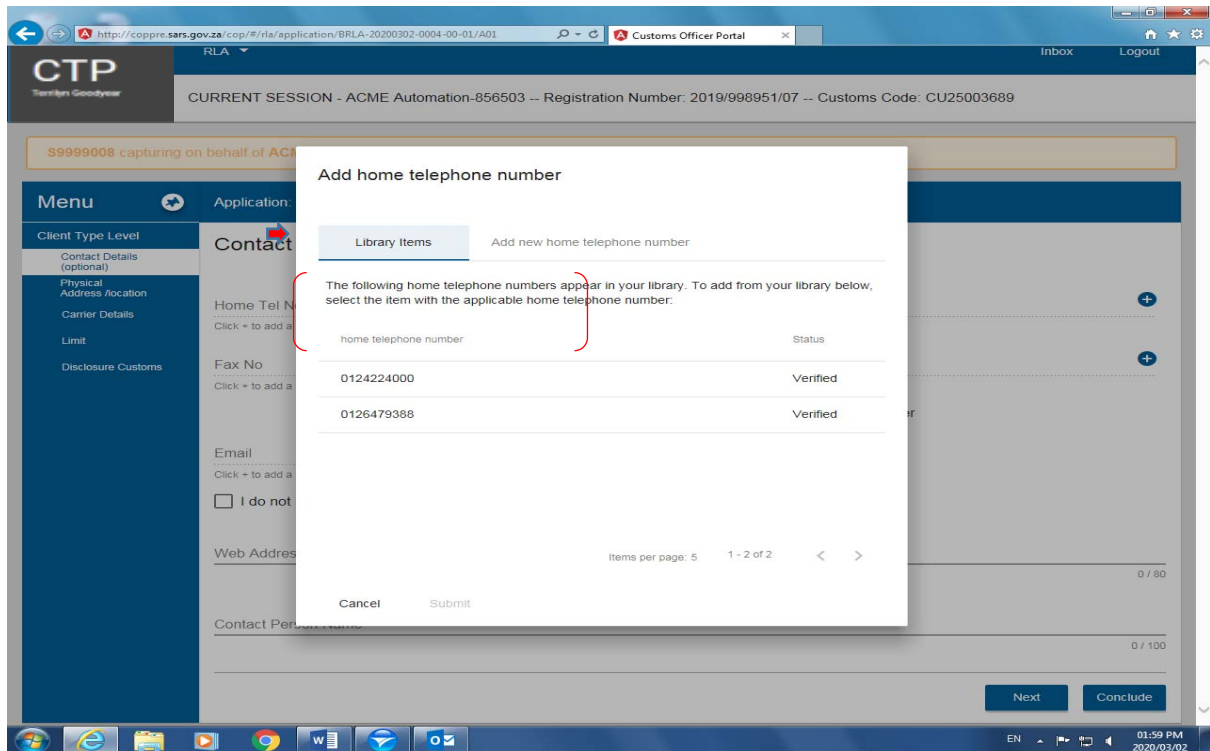 http://coppre.sars.gov.za/cop/#/rla/application/BRLA-20200302-0004-00-01/A01
Customs Officer Portal
CTP
Terrilyn Goodyear
RLA
Inbox
Logout
CURRENT SESSION - ACME Automation-856503 -- Registration Number: 2019/998951/07 -- Customs Code: CU25003689
S9999008 capturing on behalf of ACM
Menu
Application:
Client Type Level
Contact Details
(optional)
Physical
Address /location
Carrier Details
Limit
Disclosure Customs
Contact
Home Tel N
Click + to add a
Fax No
Click + to add a
Email
Click + to add a
I do not
Web Addres
0 / 80
Contact Person Name
0 / 100
Next
Conclude
Add home telephone number
Library Items
Add new home telephone number
The following home telephone numbers appear in your library. To add from your library below,
select the item with the applicable home telephone number:
home telephone number
Status
0124224000
Verified
0126479388
Verified
Items per page: 5
1 - 2 of 2
Cancel
Submit
EN
01:59 PM
2020/03/02